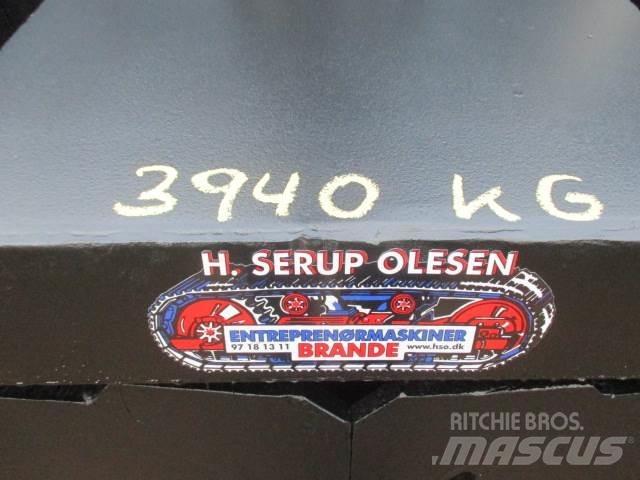 3940 KG
H. SERUP OLESEN
ENTREPRENØRMASKINER
97 18 13 11 BRANDE www.hso.dk
RITCHIE BROS.
MASCUS